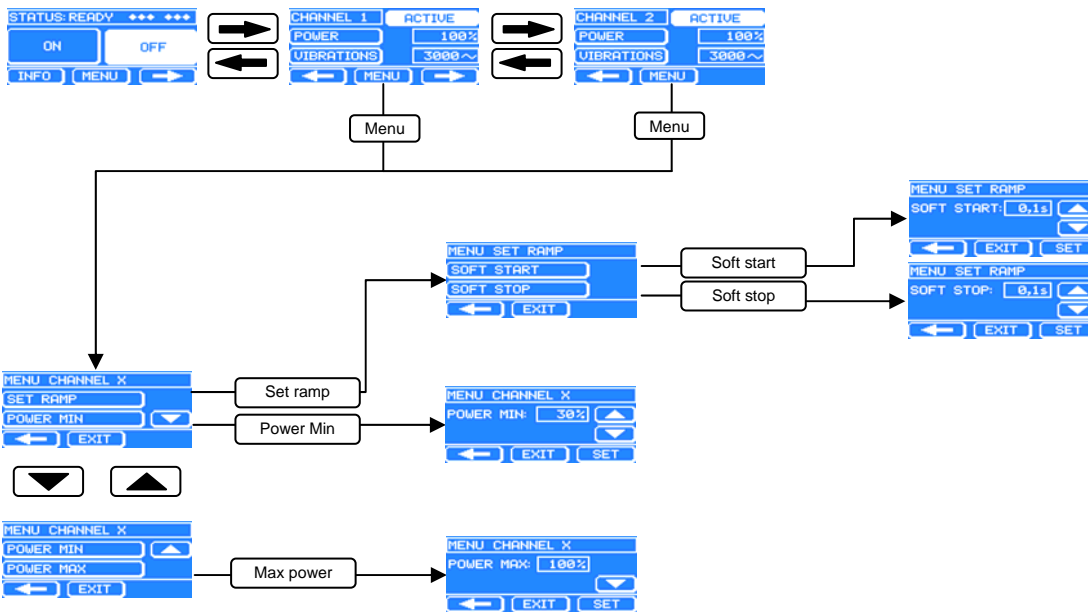 STATUS: READY
ON OFF
INFO MENU
CHANNEL 1 ACTIVE
POWER 100%
VIBRATIONS 3000~
MENU
CHANNEL 2 ACTIVE
POWER 100%
VIBRATIONS 3000~
MENU
Menu
Menu
MENU SET RAMP
SOFT START: 0,1s
EXIT SET
MENU SET RAMP
SOFT START
SOFT STOP
EXIT
Soft start
Soft stop
MENU SET RAMP
SOFT STOP: 0,1s
EXIT SET
MENU CHANNEL X
SET RAMP
POWER MIN
EXIT
Set ramp
Power Min
MENU CHANNEL X
POWER MIN: 30%
EXIT SET
MENU CHANNEL X
POWER MIN
POWER MAX
EXIT
Max power
MENU CHANNEL X
POWER MAX: 100%
EXIT SET